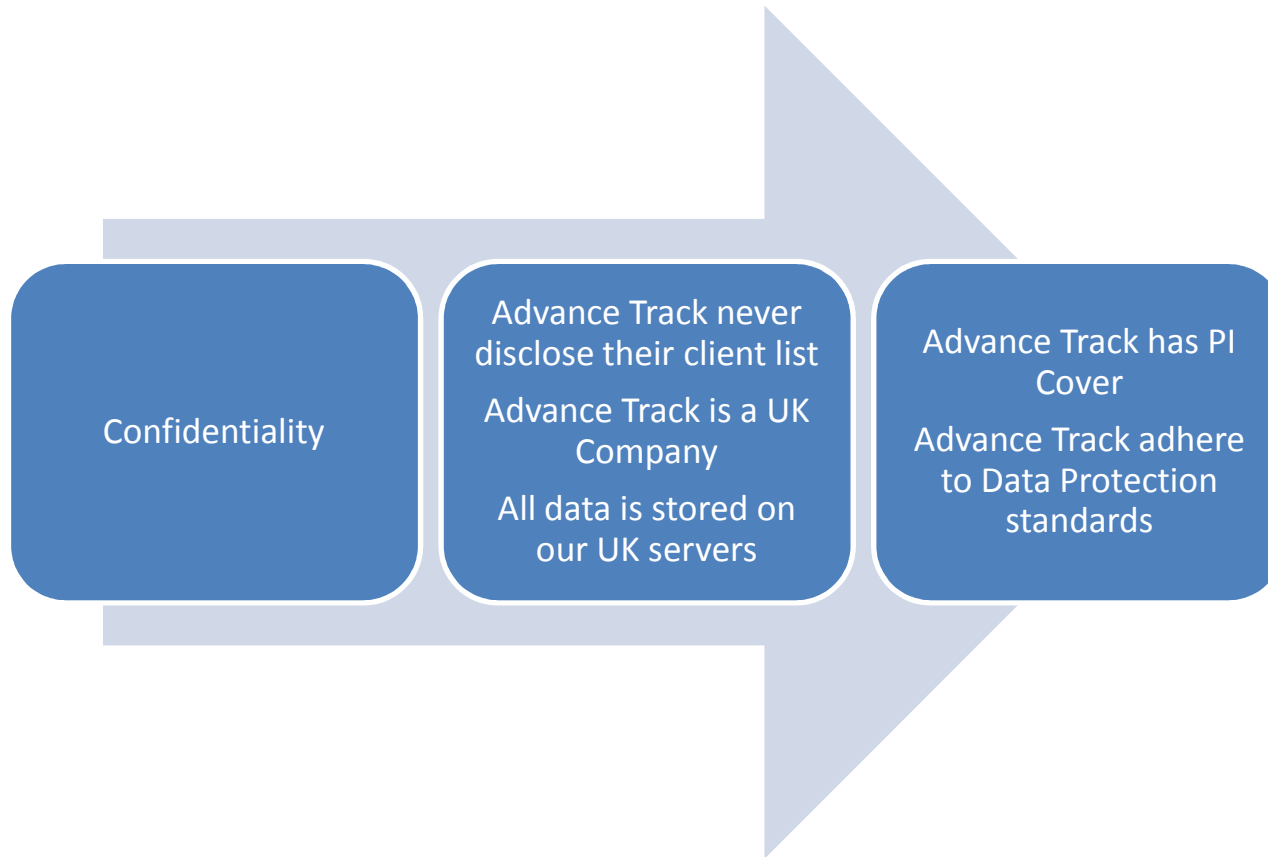 Confidentiality
Advance Track never
disclose their client list
Advance Track is a UK
Company
All data is stored on
our UK servers
Advance Track has PI
Cover
Advance Track adhere
to Data Protection
standards